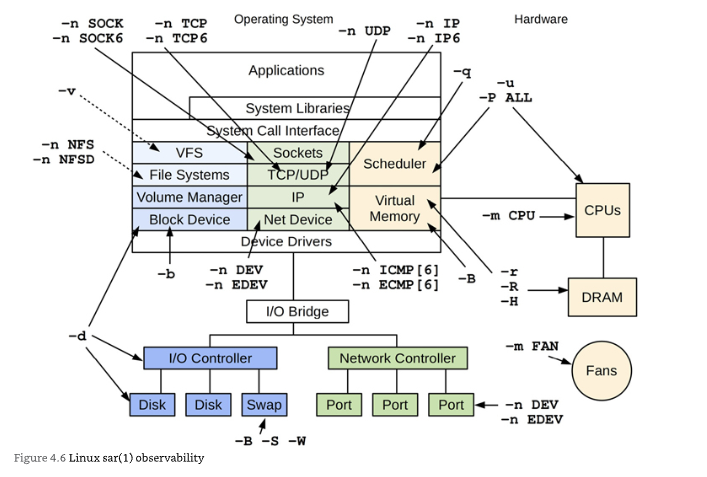 -n SOCK
-n SOCK6
-n TCP
-n TCP6
Operating System
-n UDP
-n IP
-n IP6
Hardware
Applications
-q
-u
-P ALL
-v
System Libraries
System Call Interface
-n NFS
-n NFSD
VFS
Sockets
Scheduler
File Systems
TCP/UDP
Volume Manager
IP
Virtual
Memory
Block Device
Net Device
Device Drivers
-m CPU
CPUs
-b
-n DEV
-n EDEV
-n ICMP[6]
-n ECMP[6]
-B
-r
-R
-H
DRAM
I/O Bridge
-d
I/O Controller
Network Controller
-m FAN
Fans
Disk
Disk
Swap
Port
Port
Port
-n DEV
-n EDEV
-B -S -W
Figure 4.6 Linux sar(1) observability